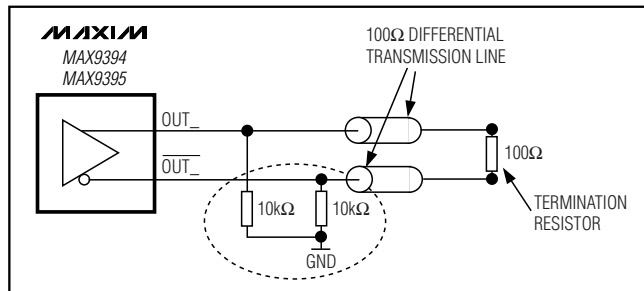 MAXIM
MAX9394
MAX9395
100Ω DIFFERENTIAL
TRANSMISSION LINE
OUT_
OUT_
100Ω
10kΩ
10kΩ
TERMINATION
RESISTOR
GND